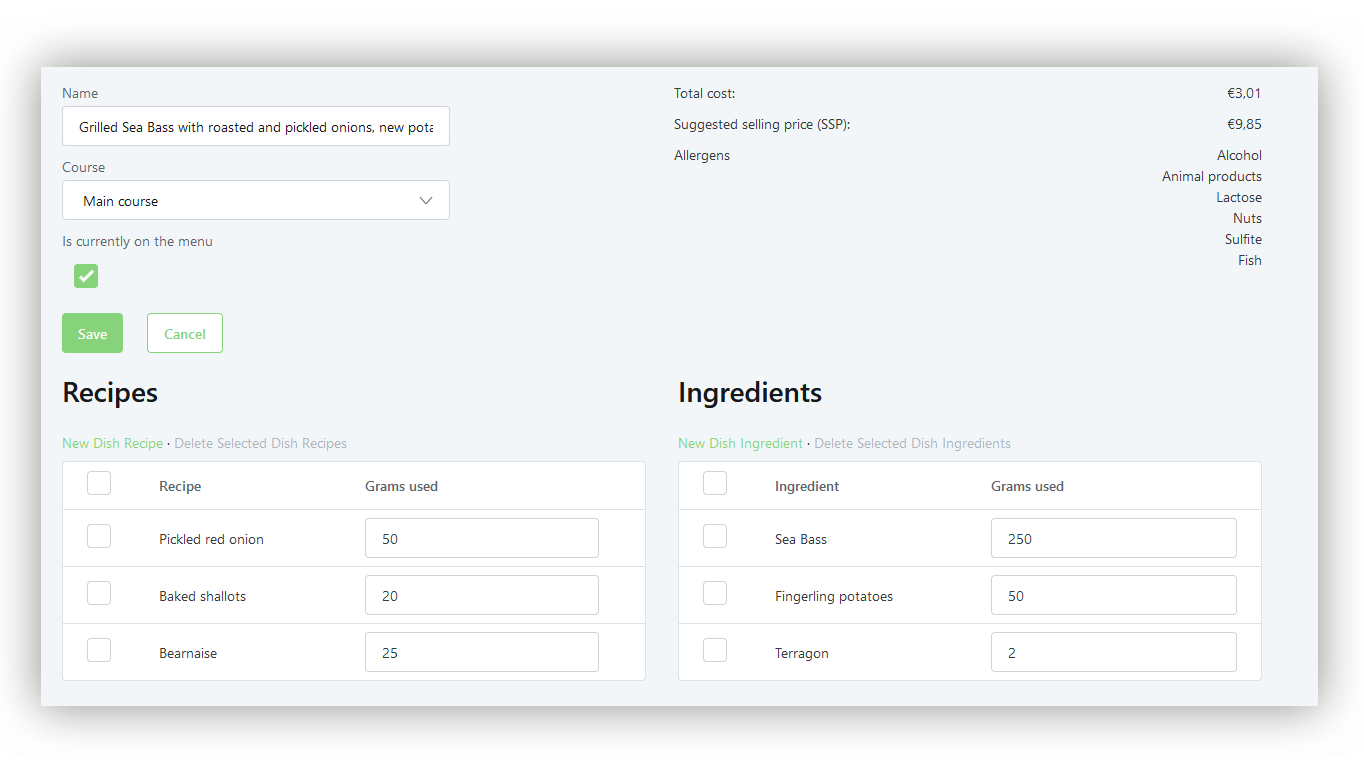 Name
Grilled Sea Bass with roasted and pickled onions, new pota
Course
Main course
Is currently on the menu
Save Cancel
Total cost: €3,01
Suggested selling price (SSP): €9,85
Allergens Alcohol
Animal products
Lactose
Nuts
Sulfite
Fish
Recipes
New Dish Recipe · Delete Selected Dish Recipes
Recipe Grams used
Pickled red onion 50
Baked shallots 20
Bearnaise 25
Ingredients
New Dish Ingredient · Delete Selected Dish Ingredients
Ingredient Grams used
Sea Bass 250
Fingerling potatoes 50
Terragon 2